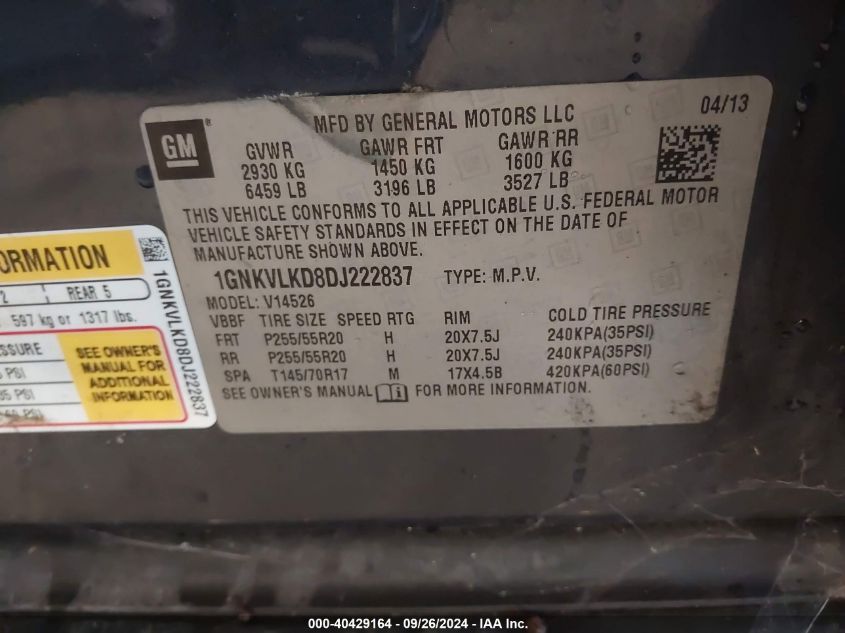 GM
®
MFD BY GENERAL MOTORS LLC
04/13
GVWR GAWR FRT GAWR RR
2930 KG 1450 KG 1600 KG
6459 LB 3196 LB 3527 LB
THIS VEHICLE CONFORMS TO ALL APPLICABLE U.S. FEDERAL MOTOR
VEHICLE SAFETY STANDARDS IN EFFECT ON THE DATE OF
MANUFACTURE SHOWN ABOVE.
1GNKVLKD8DJ222837 TYPE: M.P.V.
MODEL: V14526
VBBF TIRE SIZE SPEED RTG RIM COLD TIRE PRESSURE
FRT P255/55R20 H 20X7.5J 240KPA(35PSI)
RR P255/55R20 H 20X7.5J 240KPA(35PSI)
SPA T145/70R17 M 17X4.5B 420KPA(60PSI)
SEE OWNER'S MANUAL FOR MORE INFORMATION.
2 REAR 5
597 kg or 1317 lbs.
SEE OWNER'S
MANUAL FOR
ADDITIONAL
INFORMATION
PSI
PSI
1GNKVLKD8DJ222837
000-40429164 - 09/26/2024 - IAA Inc.